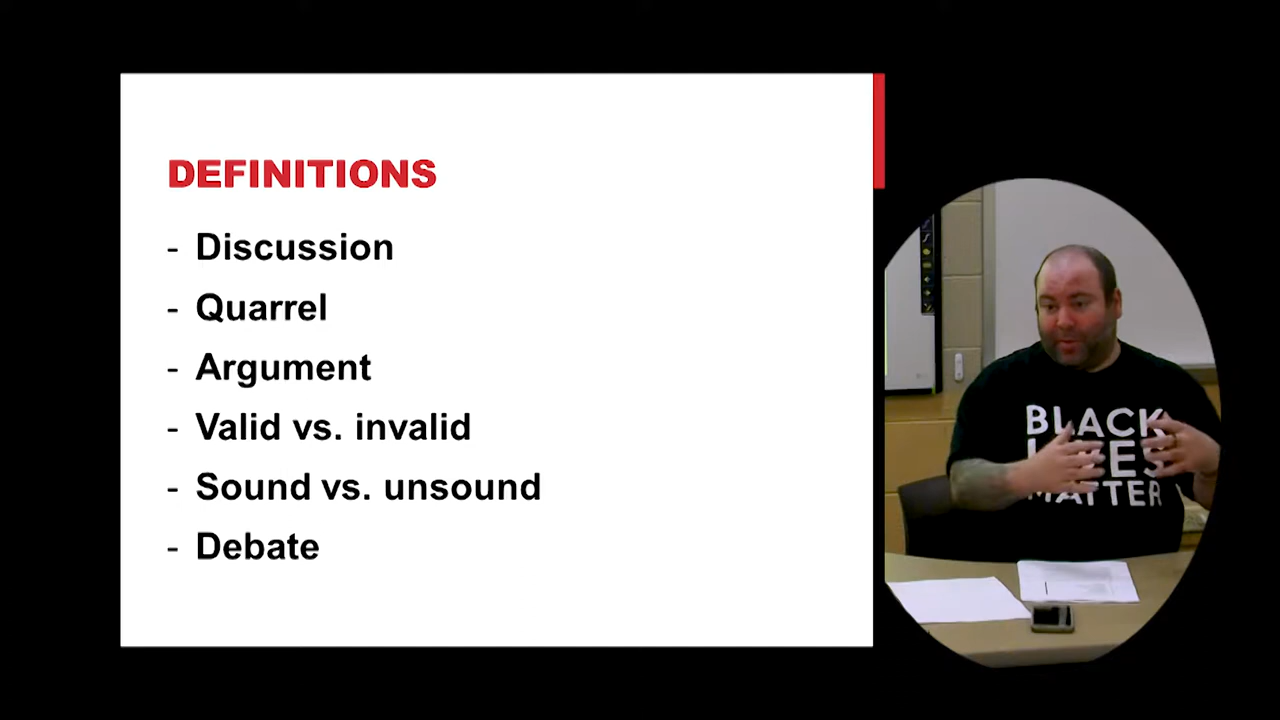 DEFINITIONS
- Discussion
- Quarrel
- Argument
- Valid vs. invalid
- Sound vs. unsound
- Debate
BLACK
LIVES
MATTER